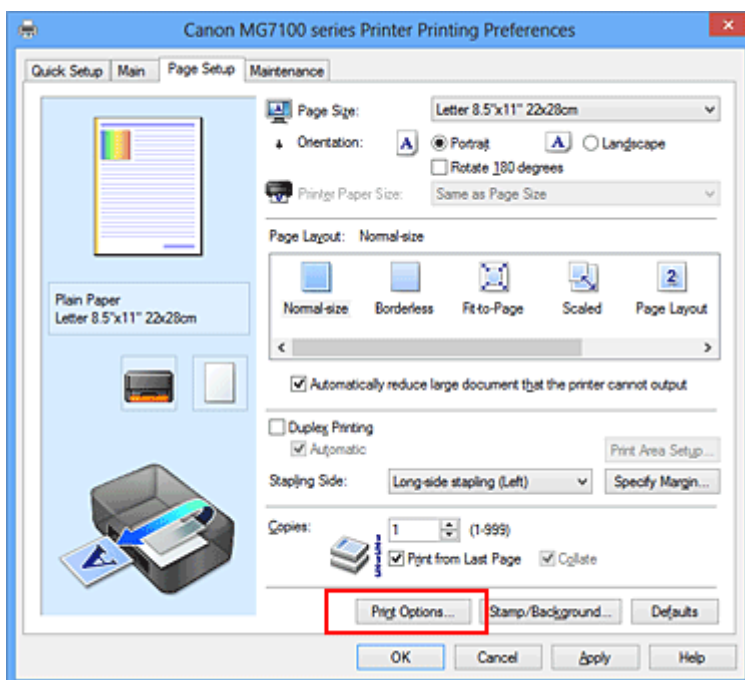 Canon MG7100 series Printer Printing Preferences
Quick Setup Main Page Setup Maintenance
Page Size: Letter 8.5"x11" 22x28cm
Orientation: A Portrait A Landscape
Rotate 180 degrees
Printer Paper Size: Same as Page Size
Page Layout: Normal-size
2
Normal-size Borderless Fit-to-Page Scaled Page Layout
Plain Paper
Letter 8.5"x11" 22x28cm
Automatically reduce large document that the printer cannot output
Duplex Printing
Automatic Print Area Setup...
Stapling Side: Long-side stapling (Left) Specify Margin...
Copies: 1 (1-999)
Print from Last Page Collate
A
Print Options... Stamp/Background... Defaults
OK Cancel Apply Help